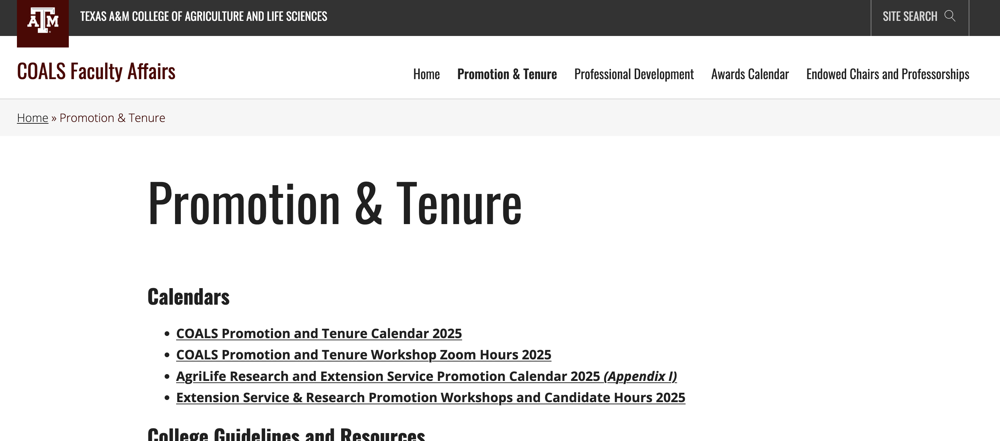 ATM
TEXAS A&M COLLEGE OF AGRICULTURE AND LIFE SCIENCES
SITE SEARCH
COALS Faculty Affairs
Home
Promotion & Tenure
Professional Development
Awards Calendar
Endowed Chairs and Professorships
Home » Promotion & Tenure
Promotion & Tenure
Calendars
• COALS Promotion and Tenure Calendar 2025
• COALS Promotion and Tenure Workshop Zoom Hours 2025
• AgriLife Research and Extension Service Promotion Calendar 2025 (Appendix I)
• Extension Service & Research Promotion Workshops and Candidate Hours 2025
College Guidelines and Resources